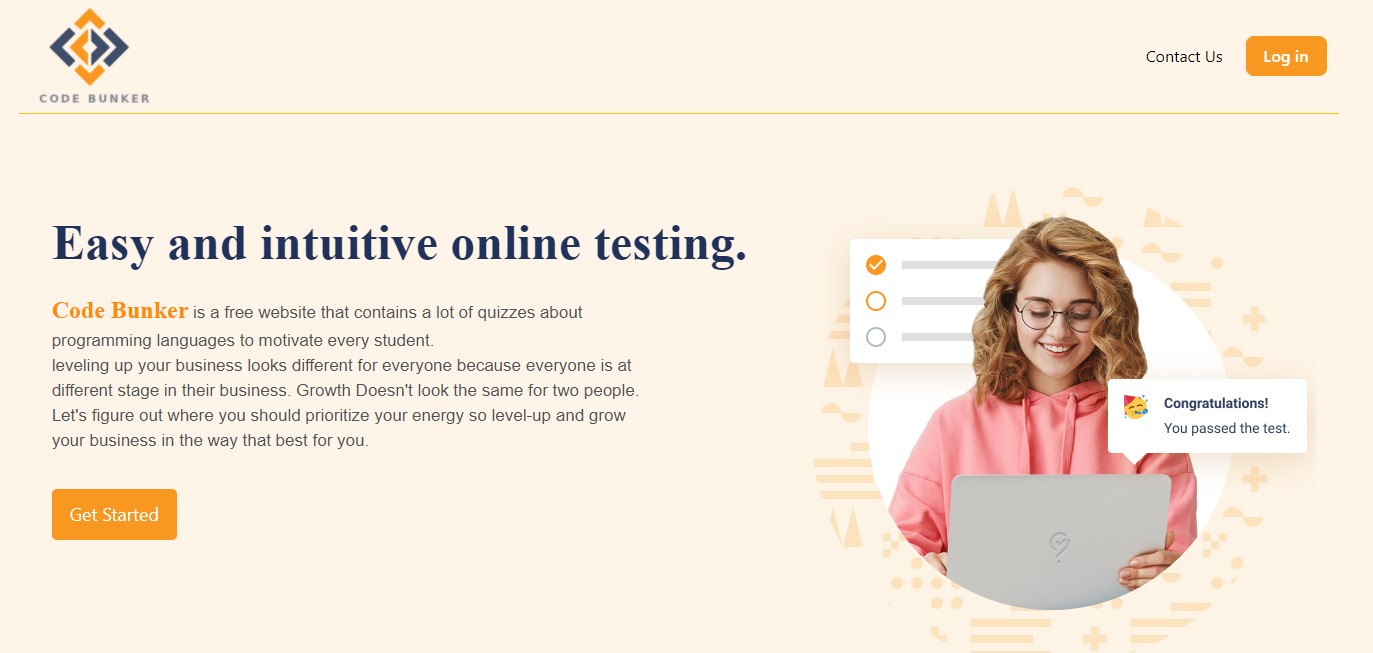 CODE BUNKER
Contact Us
Log in
Easy and intuitive online testing.
Code Bunker is a free website that contains a lot of quizzes about
programming languages to motivate every student.
leveling up your business looks different for everyone because everyone is at
different stage in their business. Growth Doesn't look the same for two people.
Let's figure out where you should prioritize your energy so level-up and grow
your business in the way that best for you.
Get Started
Congratulations!
You passed the test.